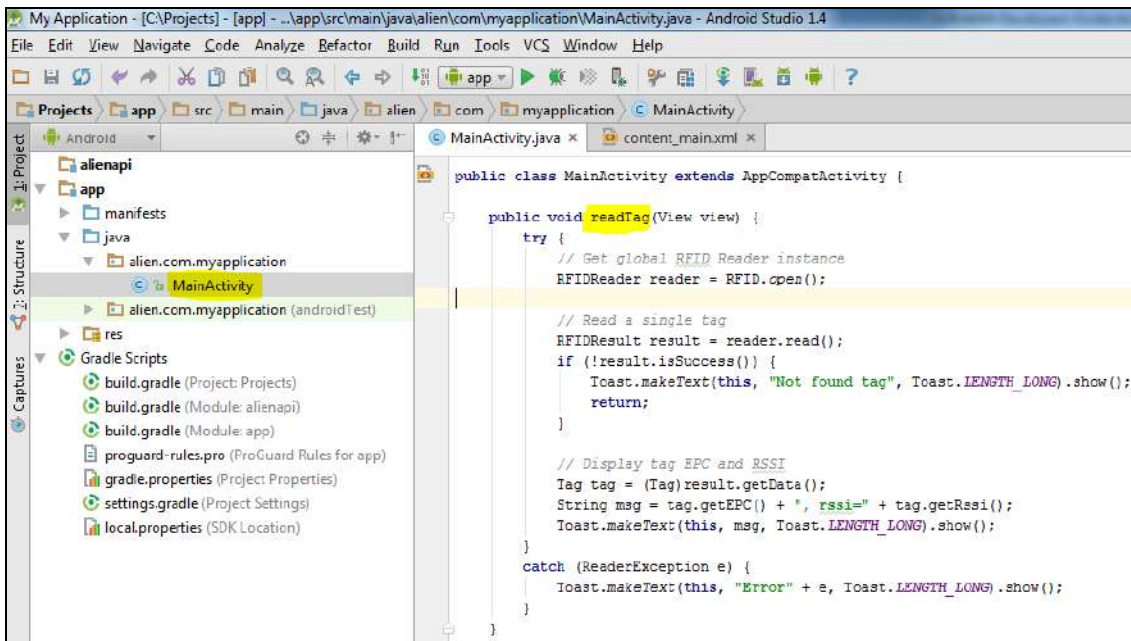 My Application - [C:\Projects] - [app] - ...\app\src\main\java\alien\com\myapplication\MainActivity.java - Android Studio 1.4
File Edit View Navigate Code Analyze Refactor Build Run Tools VCS Window Help
app
Projects app src main java alien com myapplication MainActivity
1: Project
2: Structure
Captures
Android
alienapi
app
manifests
java
alien.com.myapplication
MainActivity
alien.com.myapplication (androidTest)
res
Gradle Scripts
build.gradle (Project: Projects)
build.gradle (Module: alienapi)
build.gradle (Module: app)
proguard-rules.pro (ProGuard Rules for app)
gradle.properties (Project Properties)
settings.gradle (Project Settings)
local.properties (SDK Location)
MainActivity.java content_main.xml
public class MainActivity extends AppCompatActivity {
public void readTag(View view) {
try {
// Get global RFID Reader instance
RFIDReader reader = RFID.open();
// Read a single tag
RFIDResult result = reader.read();
if (!result.isSuccess()) {
Toast.makeText(this, "Not found tag", Toast.LENGTH_LONG).show();
return;
}
// Display tag EPC and RSSI
Tag tag = (Tag)result.getData();
String msg = tag.getEPC() + ", rssi=" + tag.getRssi();
Toast.makeText(this, msg, Toast.LENGTH_LONG).show();
}
catch (ReaderException e) {
Toast.makeText(this, "Error" + e, Toast.LENGTH_LONG).show();
}
}